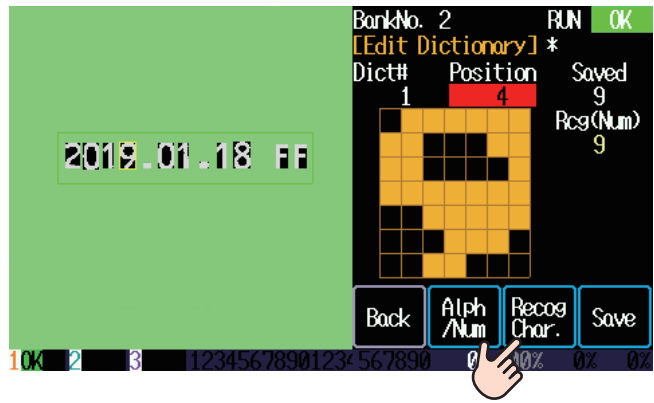 BankNo. 2 RUN OK
[Edit Dictionary] *
Dict# Position Saved
1 4 9
Rcg(Num)
9
2019.01.18 FF
Back Alph/Num Recog Char. Save
1OK 2 3 1234567890123 567890 0% 0%